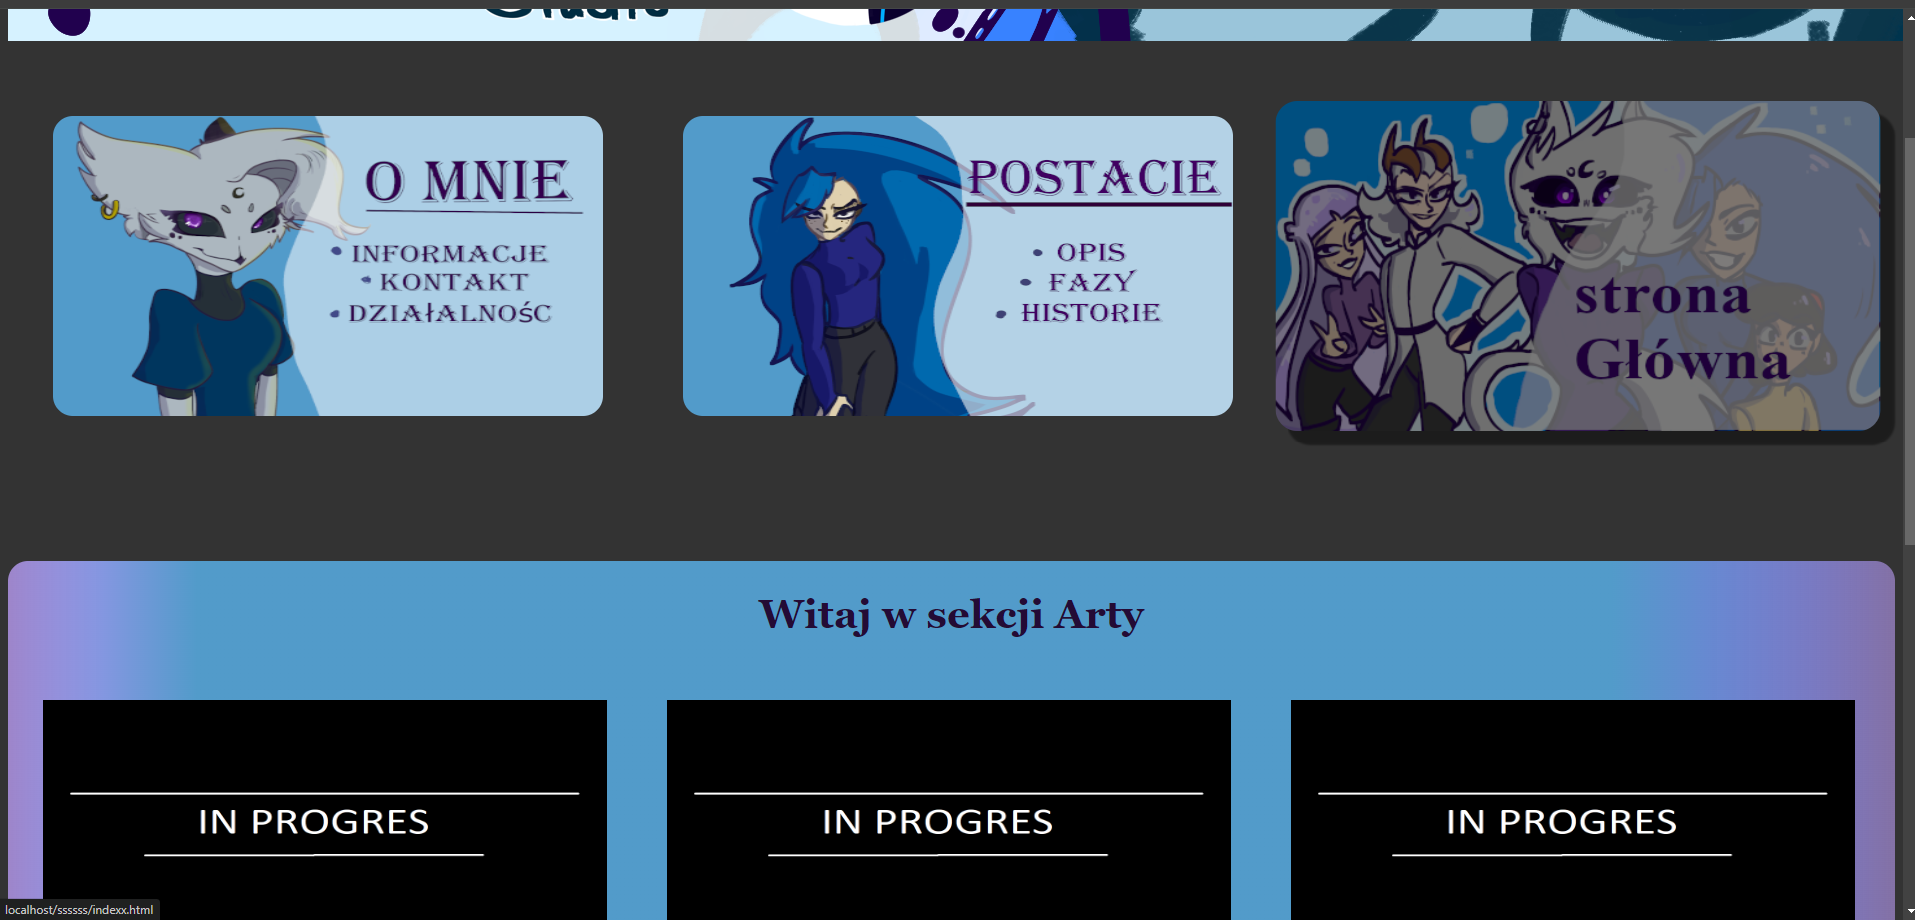 O MNIE
• INFORMACJE
• KONTAKT
• DZIAŁALNOŚC
POSTACIE
• OPIS
• FAZY
• HISTORIE
strona
Główna
Witaj w sekcji Arty
IN PROGRES
IN PROGRES
IN PROGRES
localhost/ssssss/indexx.html